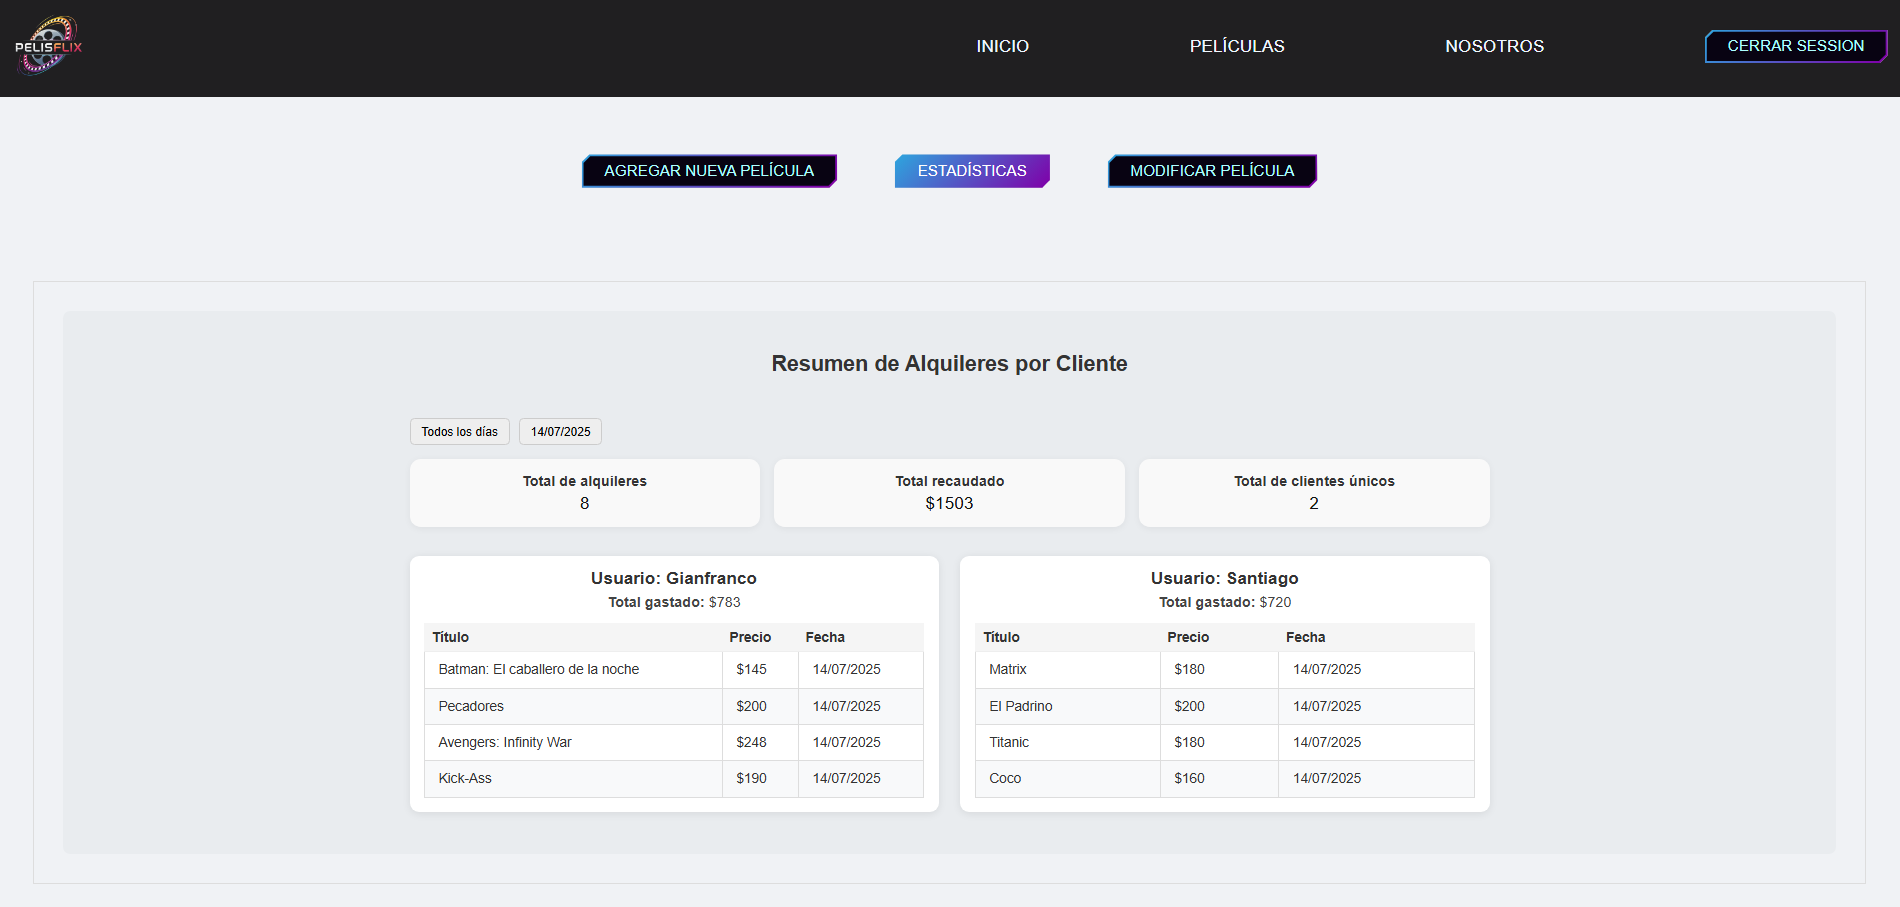 PELISFLIX
INICIO PELÍCULAS NOSOTROS CERRAR SESSION
AGREGAR NUEVA PELÍCULA ESTADÍSTICAS MODIFICAR PELÍCULA
Resumen de Alquileres por Cliente
Todos los días 14/07/2025
Total de alquileres
8
Total recaudado
$1503
Total de clientes únicos
2
Usuario: Gianfranco
Total gastado: $783
Título Precio Fecha
Batman: El caballero de la noche $145 14/07/2025
Pecadores $200 14/07/2025
Avengers: Infinity War $248 14/07/2025
Kick-Ass $190 14/07/2025
Usuario: Santiago
Total gastado: $720
Título Precio Fecha
Matrix $180 14/07/2025
El Padrino $200 14/07/2025
Titanic $180 14/07/2025
Coco $160 14/07/2025